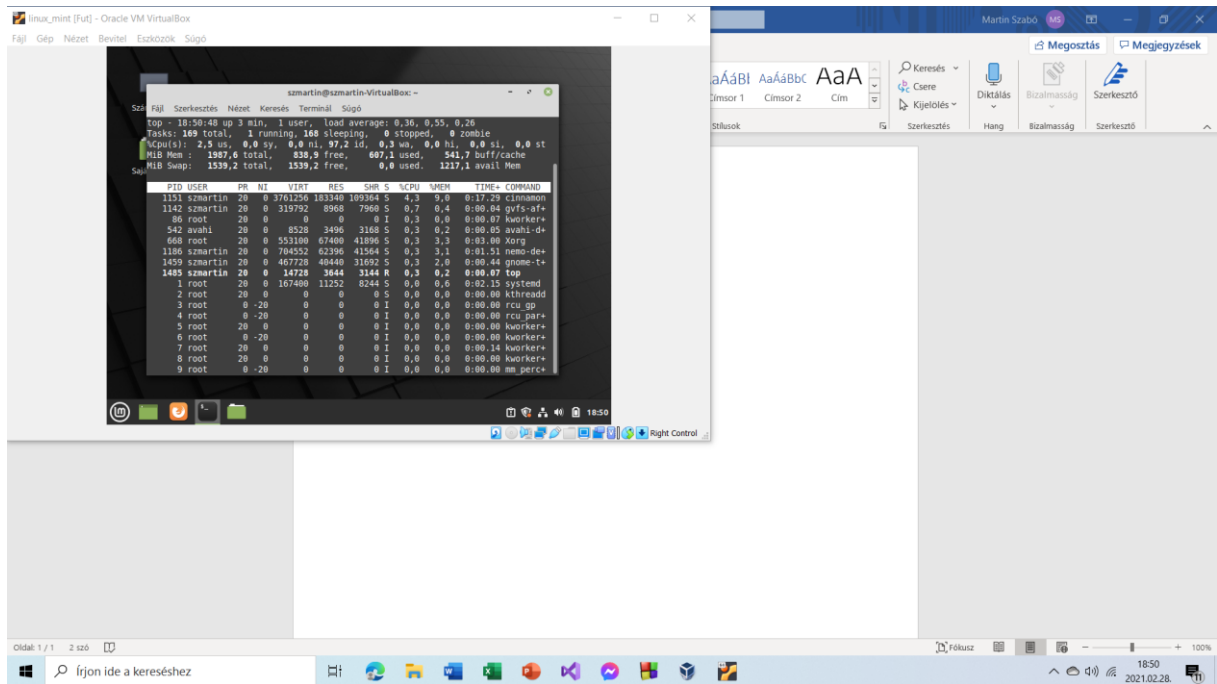 linux_mint [Fut] - Oracle VM VirtualBox
Fájl Gép Nézet Bevitel Eszközök Súgó
szmartin@szmartin-VirtualBox: ~
Fájl Szerkesztés Nézet Keresés Terminál Súgó
top - 18:50:48 up 3 min, 1 user, load average: 0,36, 0,55, 0,26
Tasks: 169 total, 1 running, 168 sleeping, 0 stopped, 0 zombie
%Cpu(s): 2,5 us, 0,0 sy, 0,0 ni, 97,2 id, 0,3 wa, 0,0 hi, 0,0 si, 0,0 st
MiB Mem : 1987,6 total, 838,9 free, 607,1 used, 541,7 buff/cache
MiB Swap: 1539,2 total, 1539,2 free, 0,0 used. 1217,1 avail Mem
PID USER PR NI VIRT RES SHR S %CPU %MEM TIME+ COMMAND
1151 szmartin 20 0 3761256 183340 109364 S 4,3 9,0 0:17.29 cinnamon
1142 szmartin 20 0 319792 8968 7960 S 0,7 0,4 0:00.04 gvfs-af+
86 root 20 0 0 0 0 I 0,3 0,0 0:00.07 kworker+
542 avahi 20 0 8528 3496 3168 S 0,3 0,2 0:00.05 avahi-d+
668 root 20 0 553100 67400 41896 S 0,3 3,3 0:03.00 Xorg
1186 szmartin 20 0 704552 62396 41564 S 0,3 3,1 0:01.51 nemo-de+
1459 szmartin 20 0 467728 40440 31692 S 0,3 2,0 0:00.44 gnome-t+
1485 szmartin 20 0 14728 3644 3144 R 0,3 0,2 0:00.07 top
1 root 20 0 167400 11252 8244 S 0,0 0,6 0:02.15 systemd
2 root 20 0 0 0 0 S 0,0 0,0 0:00.00 kthreadd
3 root 0 -20 0 0 0 I 0,0 0,0 0:00.00 rcu_gp
4 root 0 -20 0 0 0 I 0,0 0,0 0:00.00 rcu_par+
5 root 20 0 0 0 0 I 0,0 0,0 0:00.00 kworker+
6 root 0 -20 0 0 0 I 0,0 0,0 0:00.00 kworker+
7 root 20 0 0 0 0 I 0,0 0,0 0:00.14 kworker+
8 root 20 0 0 0 0 I 0,0 0,0 0:00.00 kworker+
9 root 0 -20 0 0 0 I 0,0 0,0 0:00.00 mm_perc+
18:50
Right Control
Martin Szabó MS
Megosztás Megjegyzések
AaÁáBbC AaA
Címsor 1 Címsor 2 Cím
Stílusok
Keresés
Csere
Kijelölés
Szerkesztés
Diktálás
Hang
Bizalmasság
Bizalmasság
Szerkesztő
Szerkesztő
Oldal: 1 / 1 2 szó
Fókusz
100%
Írjon ide a kereséshez
18:50
2021.02.28.